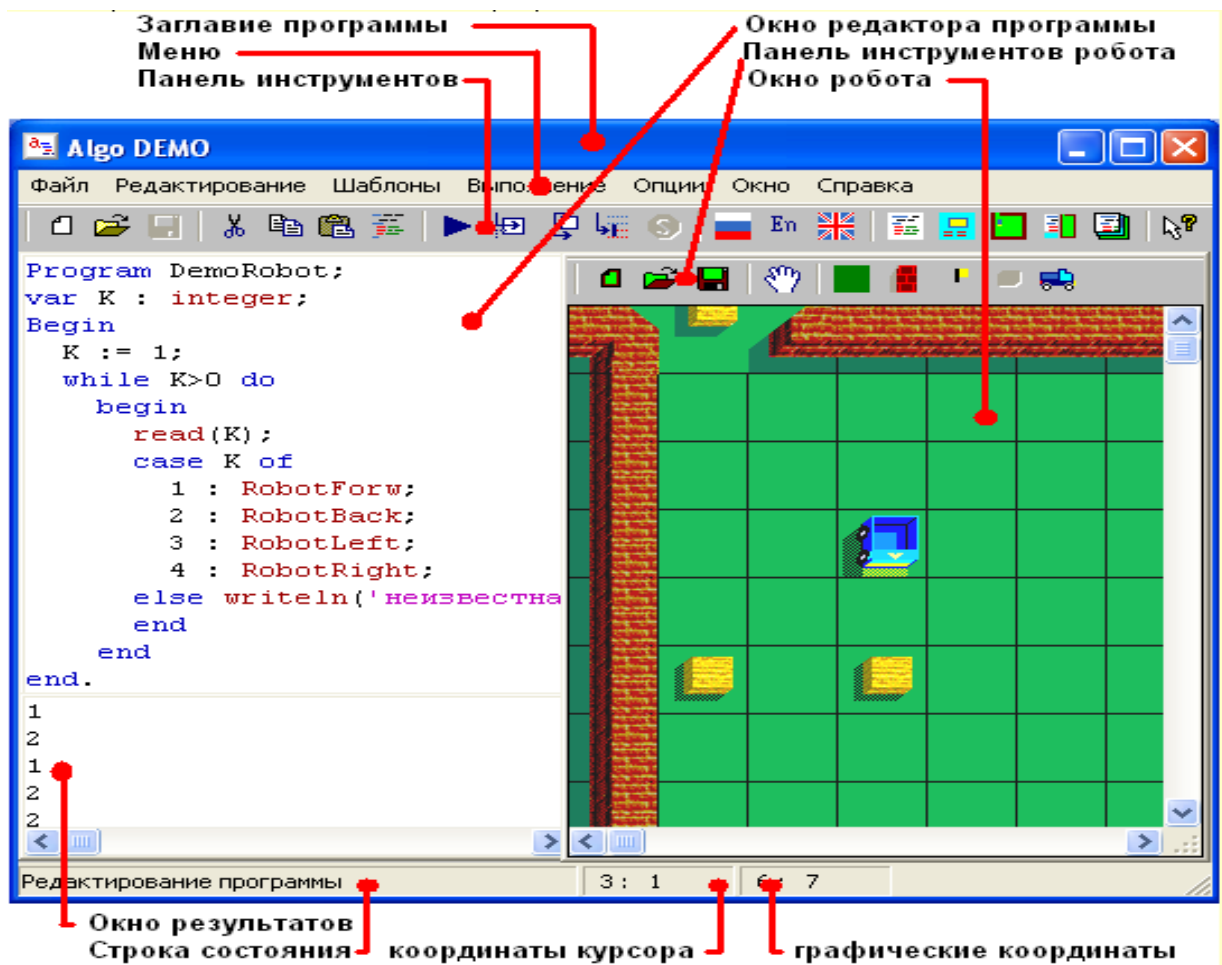 Заглавие программы
Меню
Панель инструментов
Окно редактора программы
Панель инструментов робота
Окно робота
Algo DEMO
Файл Редактирование Шаблоны Выполнение Опции Окно Справка
S En
Program DemoRobot;
var K : integer;
Begin
K := 1;
while K>0 do
begin
read(K);
case K of
1 : RobotForw;
2 : RobotBack;
3 : RobotLeft;
4 : RobotRight;
else writeln('неизвестна
end
end
end.
1
2
1
2
2
Редактирование программы 3: 1 6: 7
Окно результатов
Строка состояния координаты курсора графические координаты